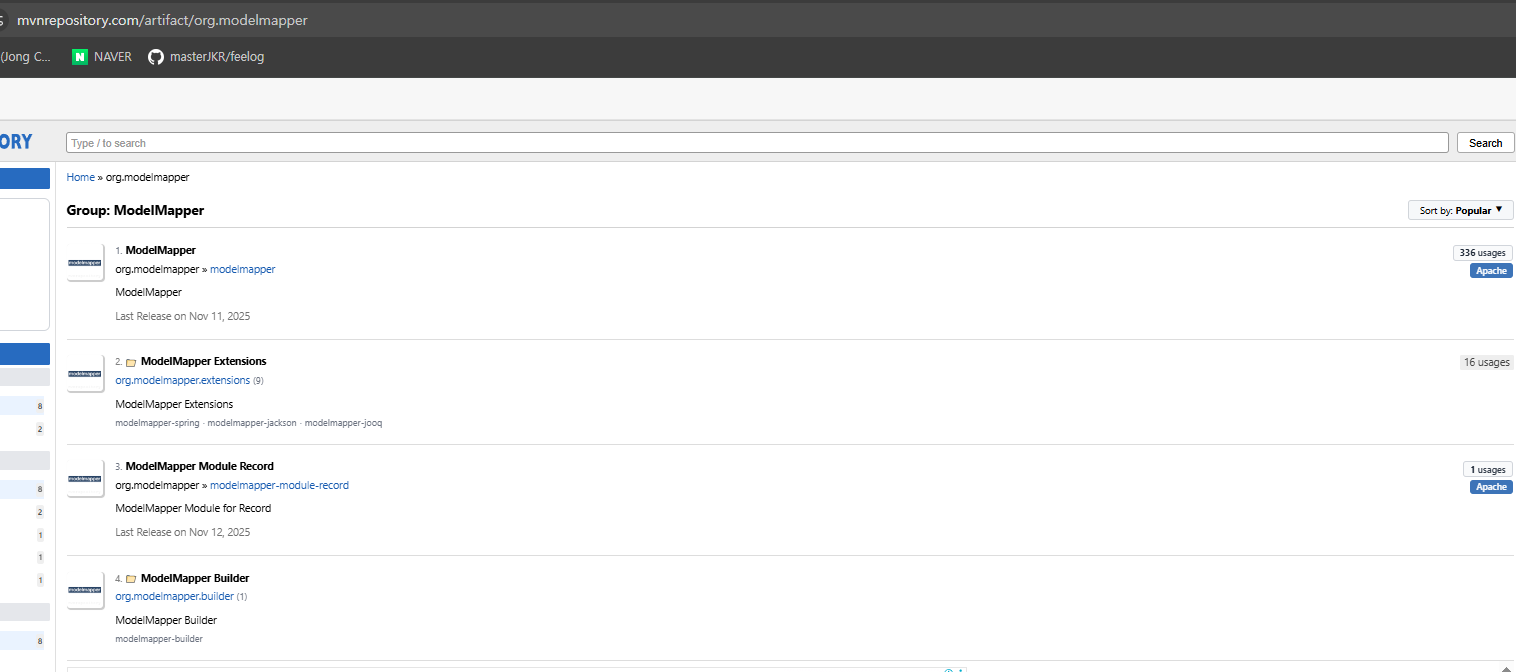 mvnrepository.com/artifact/org.modelmapper
(Jong C... NAVER masterJKR/feelog
ORY Type / to search Search
Home » org.modelmapper
Group: ModelMapper Sort by: Popular ▼
1. ModelMapper 336 usages
org.modelmapper » modelmapper Apache
ModelMapper
Last Release on Nov 11, 2025
2. ModelMapper Extensions 16 usages
org.modelmapper.extensions (9)
ModelMapper Extensions
modelmapper-spring · modelmapper-jackson · modelmapper-jooq
3. ModelMapper Module Record 1 usages
org.modelmapper » modelmapper-module-record Apache
ModelMapper Module for Record
Last Release on Nov 12, 2025
4. ModelMapper Builder
org.modelmapper.builder (1)
ModelMapper Builder
modelmapper-builder
8
2
8
2
1
1
1
8
modelmapper
modelmapper
modelmapper
modelmapper